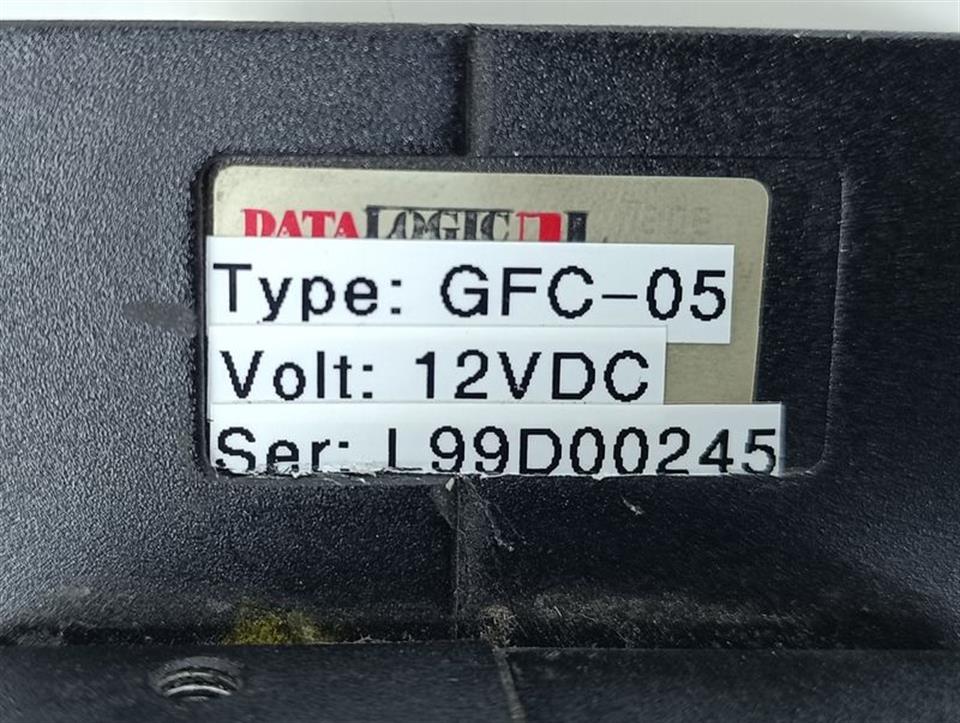 DATALOGIC
Type: GFC-05
Volt: 12VDC
Ser: L99D00245